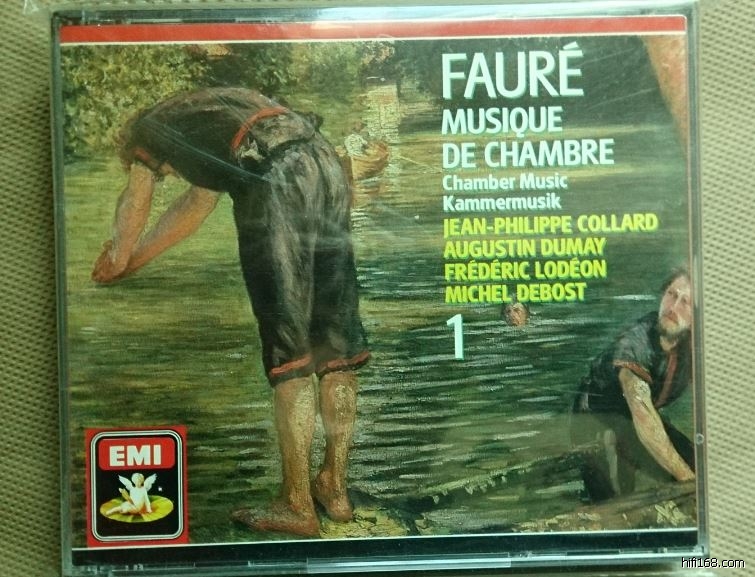 FAURÉ
MUSIQUE
DE CHAMBRE
Chamber Music
Kammermusik
JEAN-PHILIPPE COLLARD
AUGUSTIN DUMAY
FRÉDÉRIC LODÉON
MICHEL DEBOST
1
EMI
hifi168.com